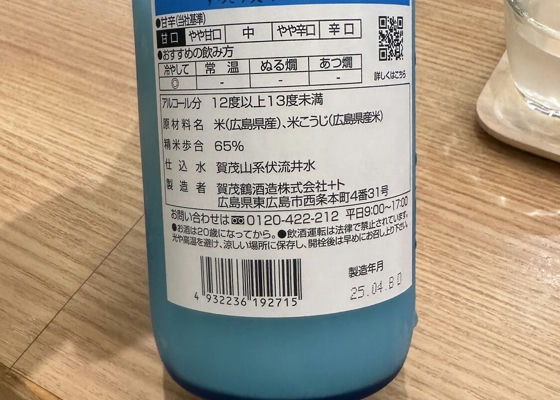 ●甘辛(当社基準)
甘口 やや甘口 中 やや辛口 辛口
●おすすめの飲み方
冷やして 常温 ぬる燗 あつ燗
◎ - - -
詳しくはこちら
アルコール分 12度以上13度未満
原材料名 米(広島県産)、米こうじ(広島県産米)
精米歩合 65%
仕込水 賀茂山系伏流井水
製造者 賀茂鶴酒造株式会社+ト
広島県東広島市西条本町4番31号
お問い合わせは 0120-422-212 平日9:00〜17:00
●お酒は20歳になってから。●飲酒運転は法律で禁止されています。
光や高温を避け、涼しい場所に保存し、開栓後は早めにお召し上り下さい。
4 932236 192715
製造年月
25.04.B0